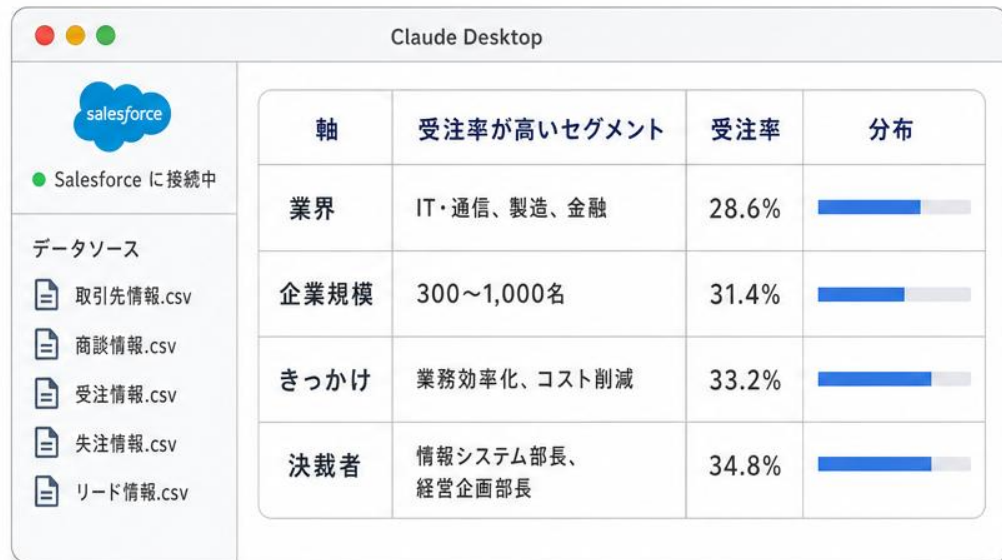 Claude Desktop
salesforce
Salesforce に接続中
データソース
取引先情報.csv
商談情報.csv
受注情報.csv
失注情報.csv
リード情報.csv
軸 受注率が高いセグメント 受注率 分布
業界 IT・通信、製造、金融 28.6%
企業規模 300〜1,000名 31.4%
きっかけ 業務効率化、コスト削減 33.2%
決裁者 情報システム部長、 34.8%
経営企画部長